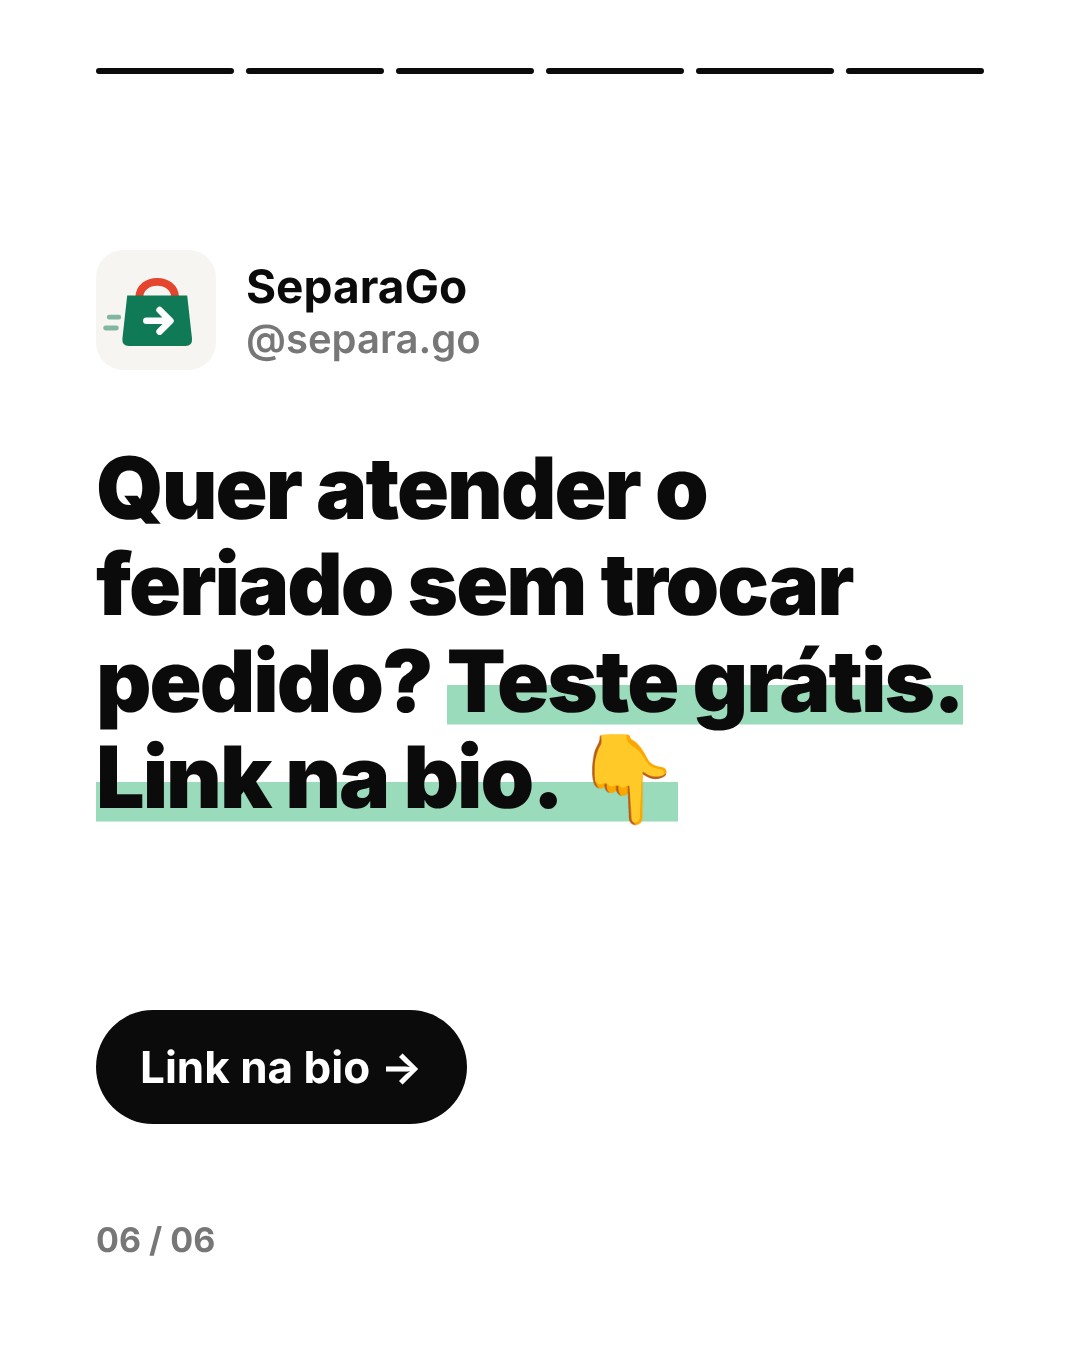 SeparaGo
@separa.go
Quer atender o
feriado sem trocar
pedido? Teste grátis.
Link na bio. 👇
Link na bio →
06 / 06